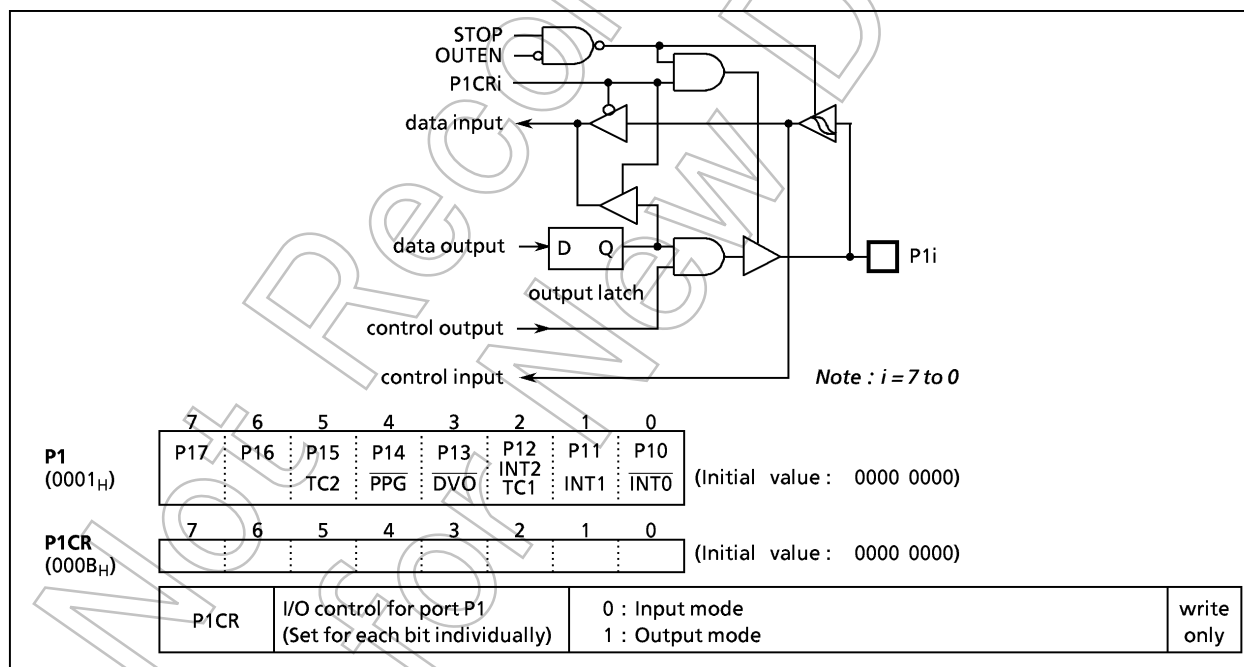 STOP
OUTEN
P1CRi
data input
data output
D Q
P1i
output latch
control output
control input
Note : i = 7 to 0
7 6 5 4 3 2 1 0
P1
(0001H)
P17 P16 P15 P14 P13 P12 P11 P10
TC2 PPG DVO INT2 TC1 INT1 INT0
(Initial value : 0000 0000)
7 6 5 4 3 2 1 0
P1CR
(000BH)
(Initial value : 0000 0000)
P1CR
I/O control for port P1
(Set for each bit individually)
0 : Input mode
1 : Output mode
write
only
Not Recom
for New D